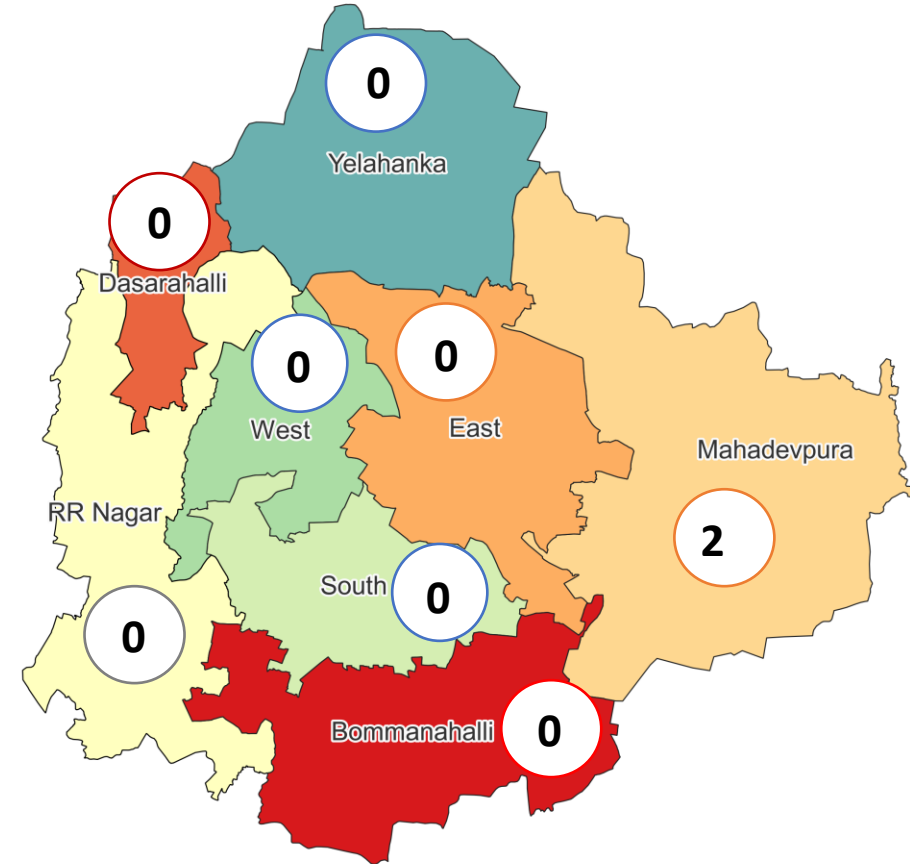 0
Yelahanka
0
Dasarahalli
0
0
West
East
Mahadevpura
RR Nagar
2
South
0
0
Bommanahalli
0